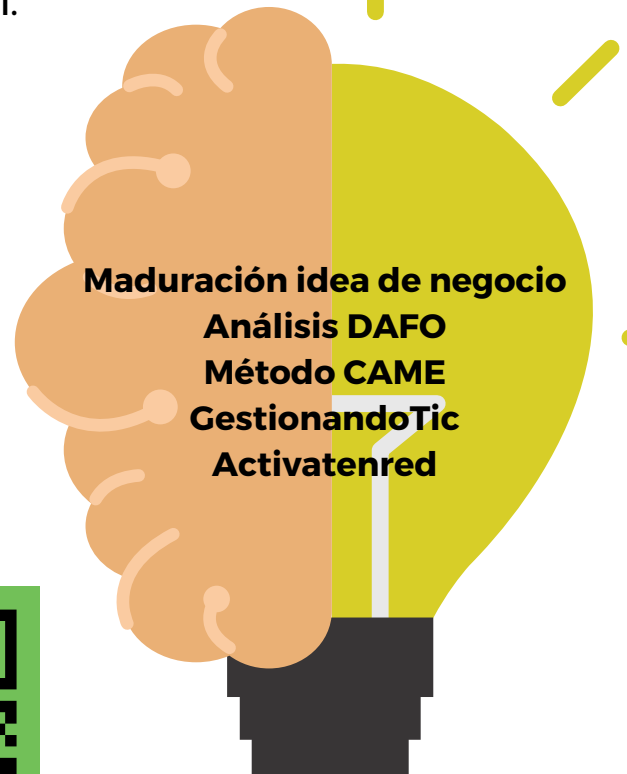 Maduración idea de negocio
Análisis DAFO
Método CAME
GestionandoTic
Activatenred